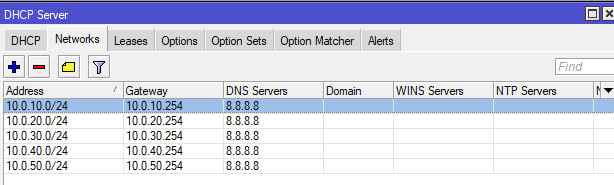 DHCP Server
DHCP Networks Leases Options Option Sets Option Matcher Alerts
Find
Address Gateway DNS Servers Domain WINS Servers NTP Servers
10.0.10.0/24 10.0.10.254 8.8.8.8
10.0.20.0/24 10.0.20.254 8.8.8.8
10.0.30.0/24 10.0.30.254 8.8.8.8
10.0.40.0/24 10.0.40.254 8.8.8.8
10.0.50.0/24 10.0.50.254 8.8.8.8